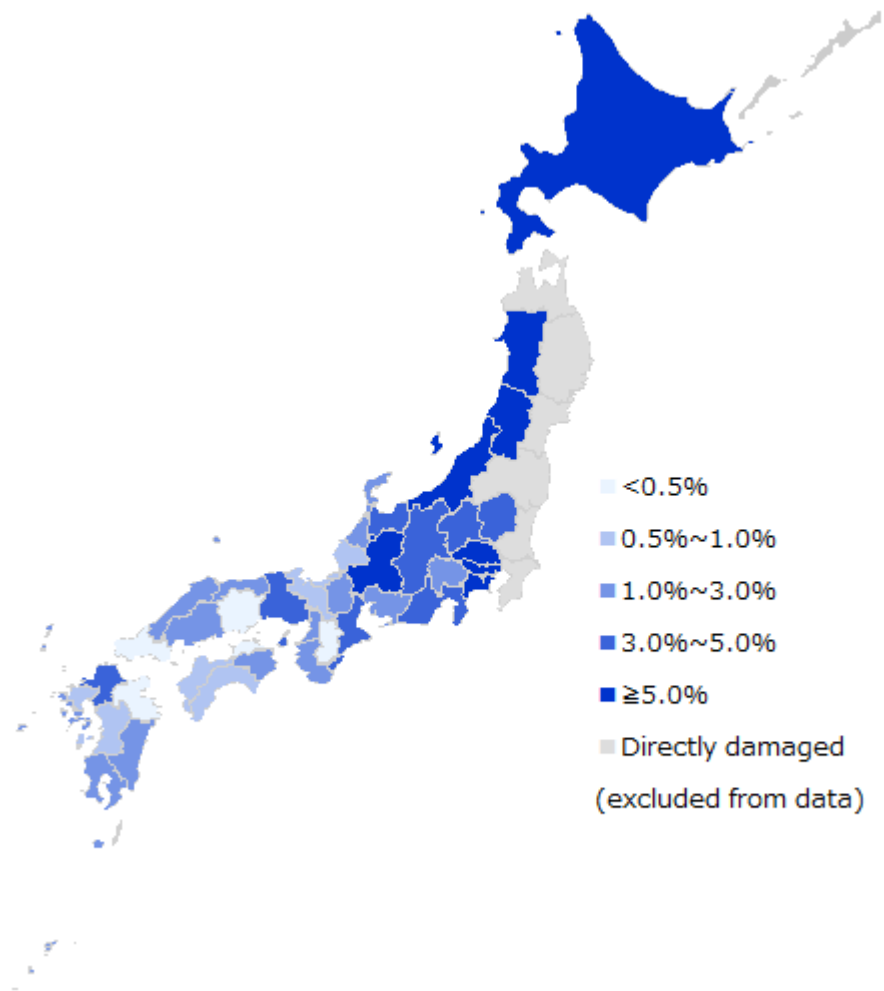 <0.5%
0.5%~1.0%
1.0%~3.0%
3.0%~5.0%
≧5.0%
Directly damaged
(excluded from data)